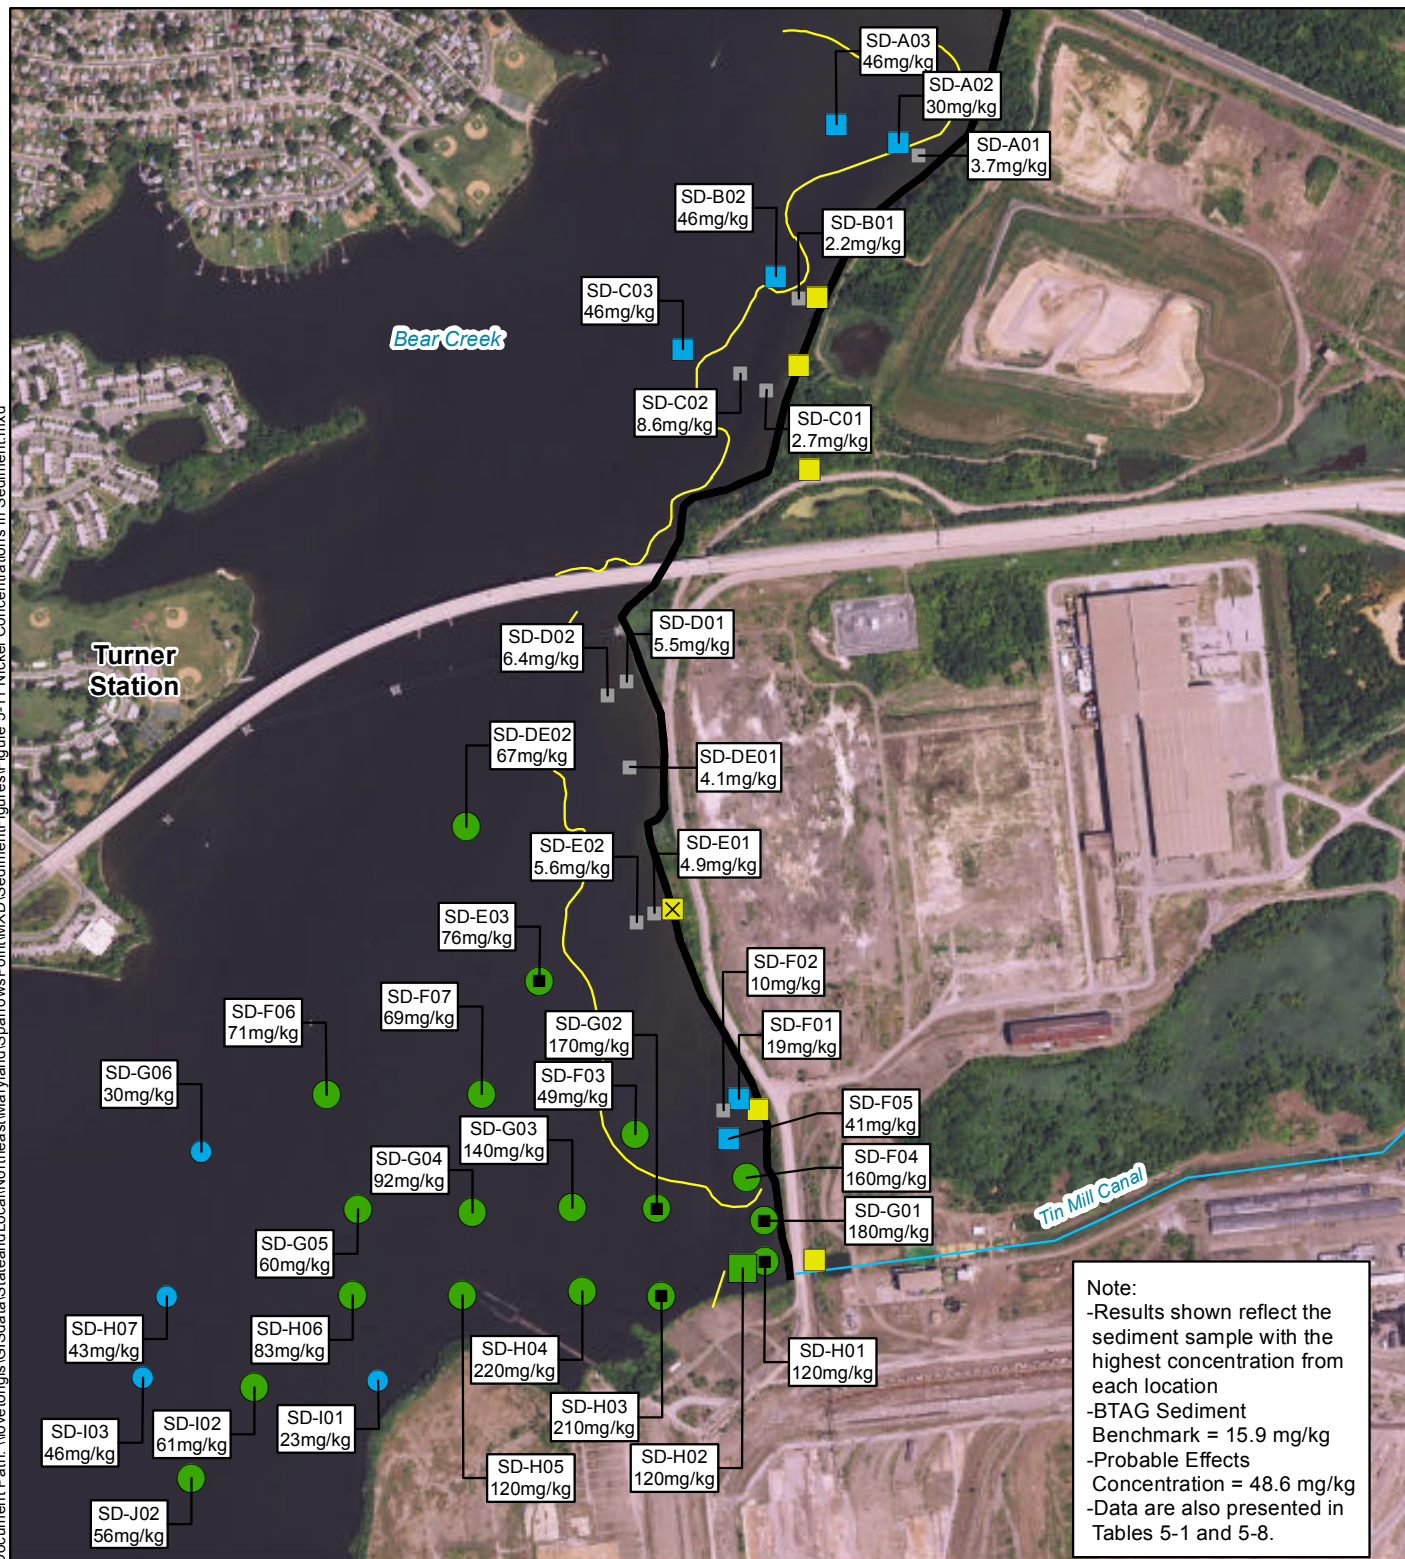 SD-A03
46mg/kg
SD-A02
30mg/kg
SD-A01
3.7mg/kg
SD-B02
46mg/kg
SD-B01
2.2mg/kg
SD-C03
46mg/kg
Bear Creek
SD-C02
8.6mg/kg
SD-C01
2.7mg/kg
Turner
Station
SD-D02
6.4mg/kg
SD-D01
5.5mg/kg
SD-DE02
67mg/kg
SD-DE01
4.1mg/kg
SD-E02
5.6mg/kg
SD-E01
4.9mg/kg
SD-E03
76mg/kg
SD-F02
10mg/kg
SD-F06
71mg/kg
SD-F07
69mg/kg
SD-G02
170mg/kg
SD-F01
19mg/kg
SD-G06
30mg/kg
SD-F03
49mg/kg
SD-F05
41mg/kg
SD-G03
140mg/kg
SD-G04
92mg/kg
SD-F04
160mg/kg
Tin Mill Canal
SD-G01
180mg/kg
SD-G05
60mg/kg
SD-H07
43mg/kg
SD-H06
83mg/kg
SD-H04
220mg/kg
SD-H01
120mg/kg
SD-I03
46mg/kg
SD-I02
61mg/kg
SD-I01
23mg/kg
SD-H03
210mg/kg
SD-H02
120mg/kg
SD-H05
120mg/kg
SD-J02
56mg/kg
Note:
-Results shown reflect the
sediment sample with the
highest concentration from
each location
-BTAG Sediment
Benchmark = 15.9 mg/kg
-Probable Effects
Concentration = 48.6 mg/kg
-Data are also presented in
Tables 5-1 and 5-8.